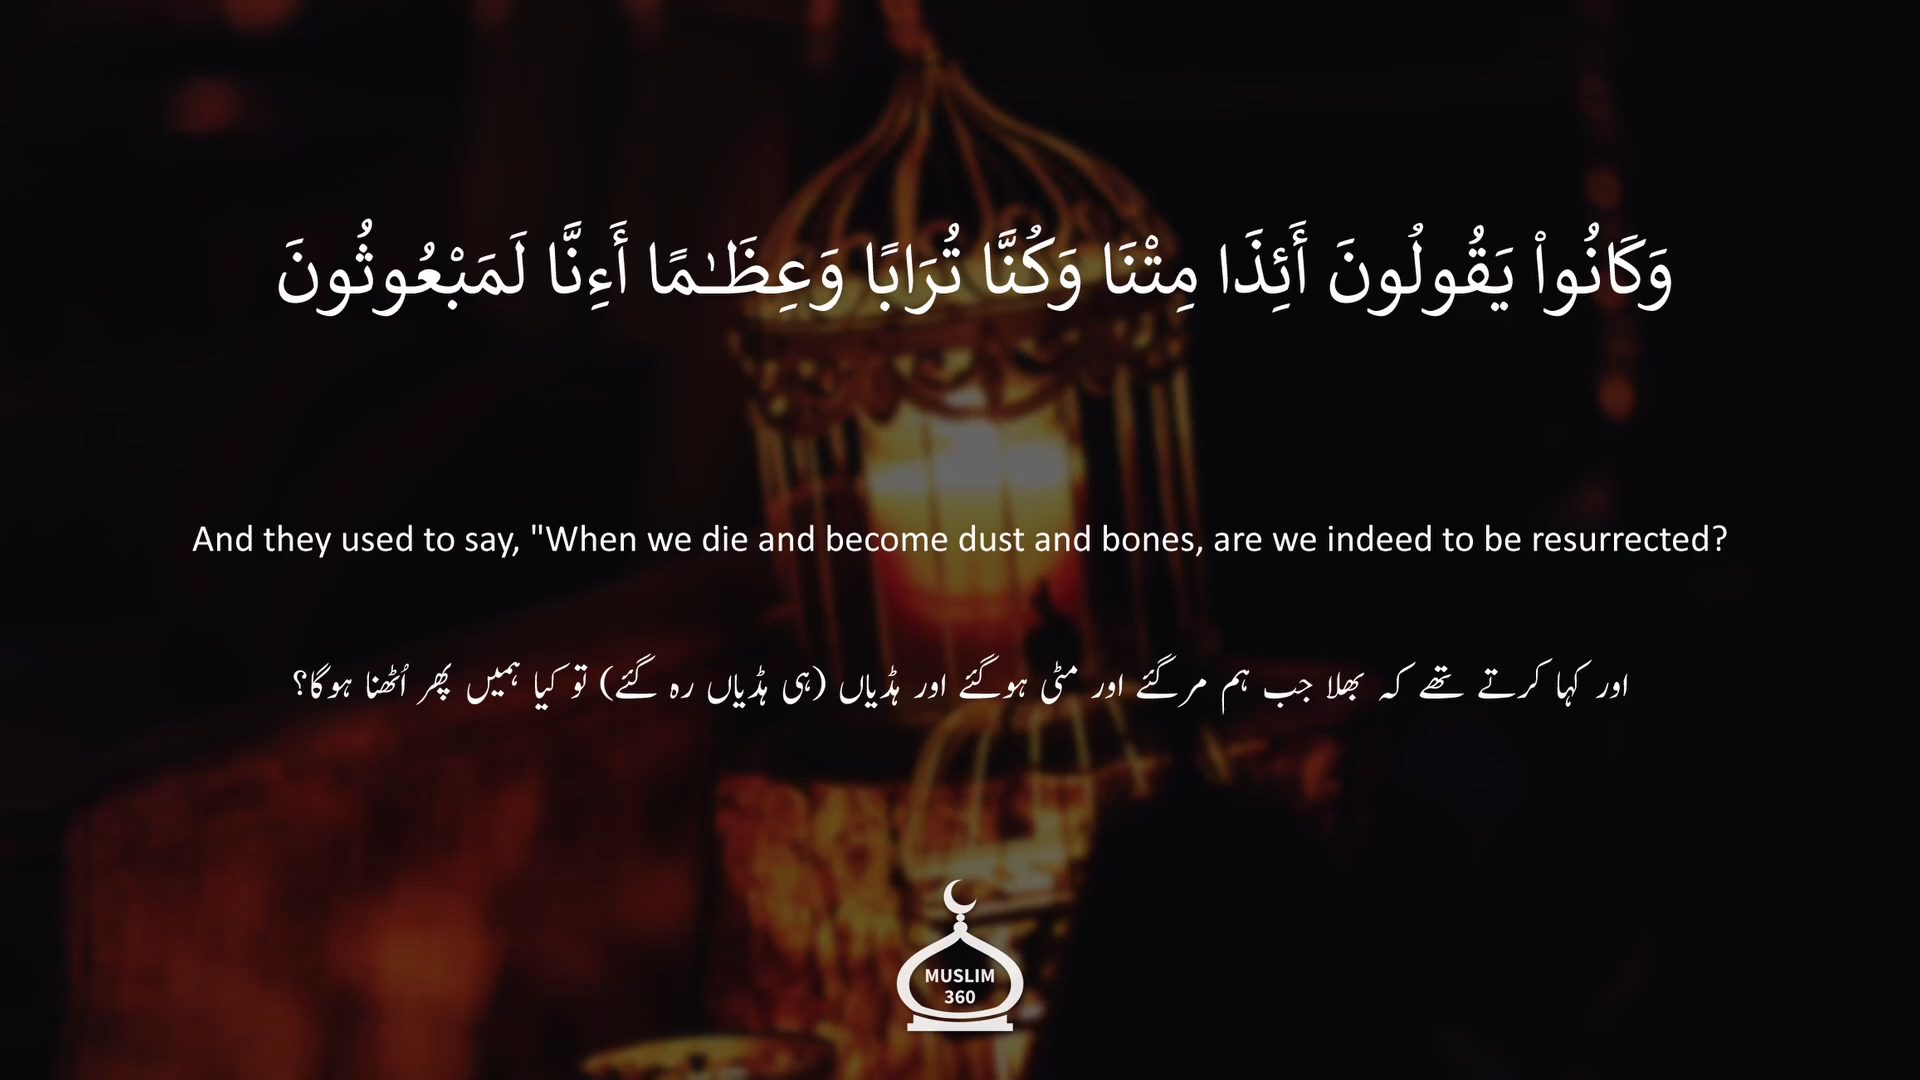 وَكَانُوا۟ يَقُولُونَ أَئِذَا مِتْنَا وَكُنَّا تُرَابًا وَعِظَـٰمًا أَءِنَّا لَمَبْعُوثُونَ
And they used to say, "When we die and become dust and bones, are we indeed to be resurrected?
اور کہا کرتے تھے کہ بھلا جب ہم مرگئے اور مٹی ہوگئے اور ہڈیاں (ہی ہڈیاں رہ گئے) تو کیا ہمیں پھر اُٹھنا ہوگا؟
MUSLIM
360